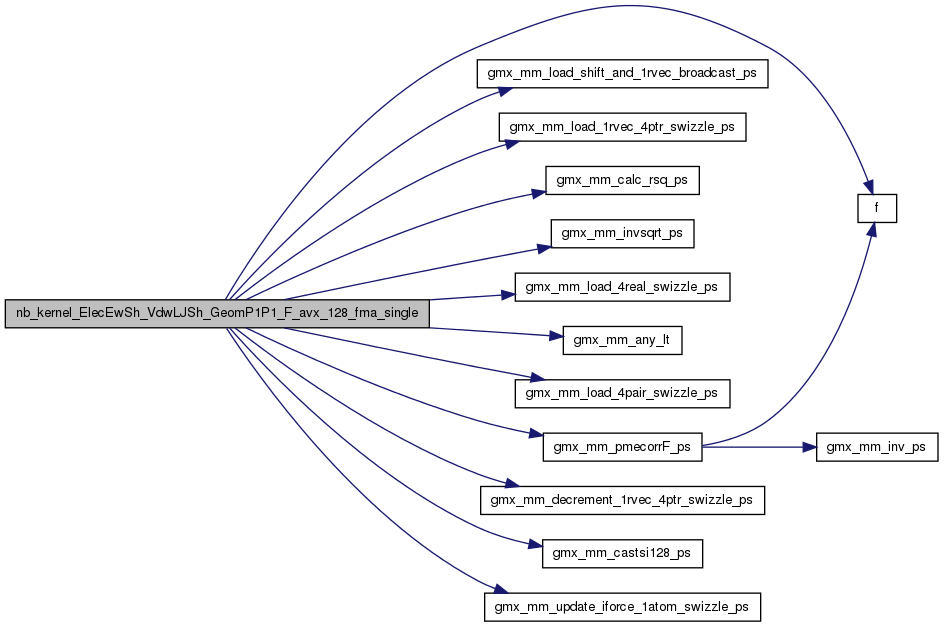 gmx_mm_load_shift_and_1rvec_broadcast_ps
gmx_mm_load_1rvec_4ptr_swizzle_ps
gmx_mm_calc_rsq_ps
f
gmx_mm_invsqrt_ps
gmx_mm_load_4real_swizzle_ps
nb_kernel_ElecEwSh_VdwLJSh_GeomP1P1_F_avx_128_fma_single
gmx_mm_any_lt
gmx_mm_load_4pair_swizzle_ps
gmx_mm_pmecorrF_ps
gmx_mm_inv_ps
gmx_mm_decrement_1rvec_4ptr_swizzle_ps
gmx_mm_castsi128_ps
gmx_mm_update_iforce_1atom_swizzle_ps